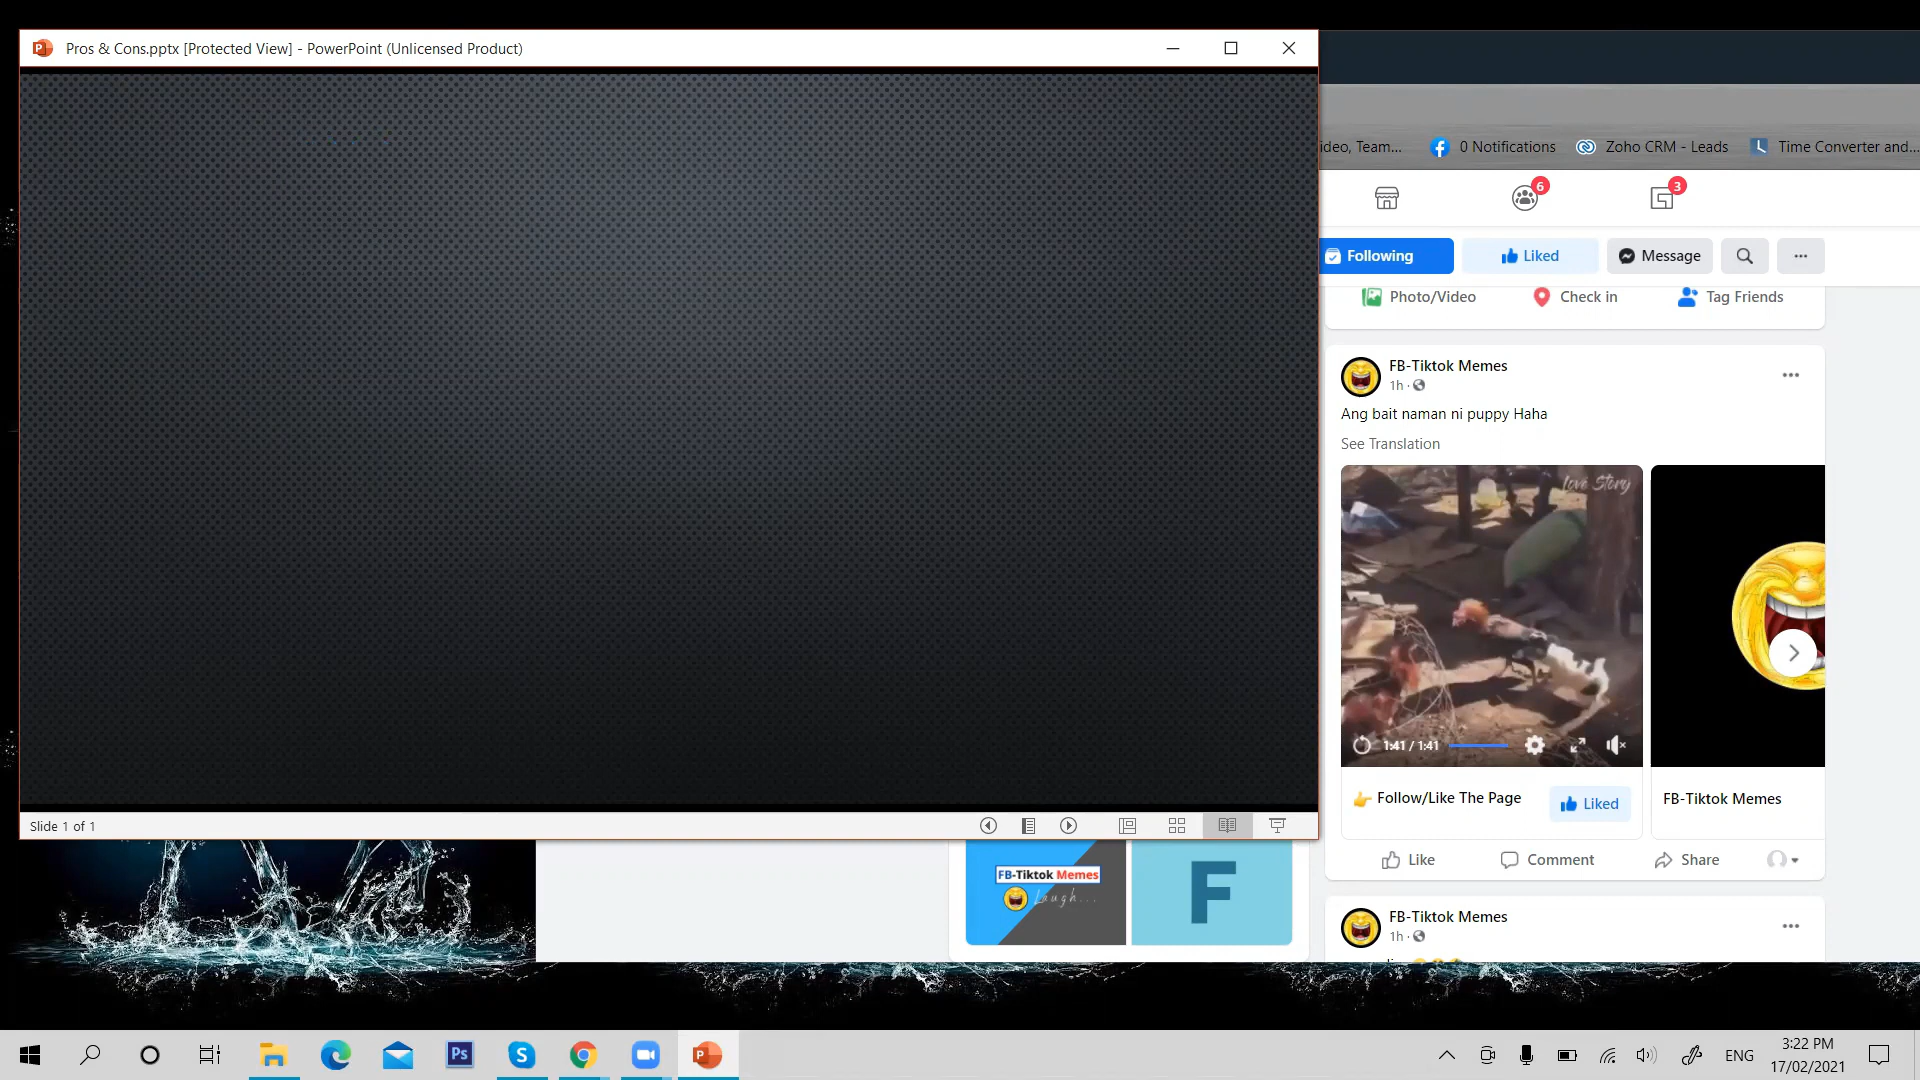 Pros & Cons.pptx [Protected View] - PowerPoint (Unlicensed Product)
ideo, Team...
0 Notifications
Zoho CRM - Leads
Time Converter and...
6
3
Following
Liked
Message
Photo/Video
Check in
Tag Friends
FB-Tiktok Memes
1h ·
Ang bait naman ni puppy Haha
See Translation
Love Story
1:41 / 1:41
Follow/Like The Page
Liked
FB-Tiktok Memes
Like
Comment
Share
Slide 1 of 1
FB-Tiktok Memes
Laugh...
F
FB-Tiktok Memes
1h ·
Ps
S
P
ENG
3:22 PM
17/02/2021